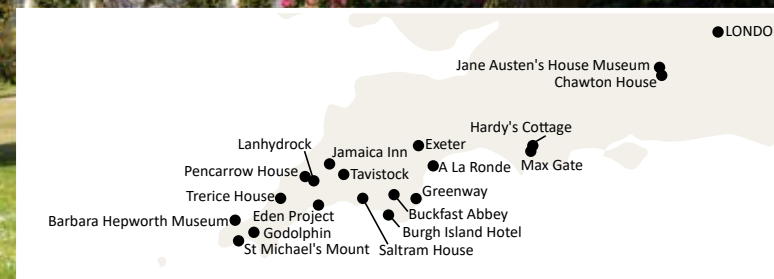 LONDO
Jane Austen's House Museum
Chawton House
Hardy's Cottage
Lanhydrock
Jamaica Inn
Exeter
Pencarrow House
Tavistock
A La Ronde
Max Gate
Trerice House
Greenway
Barbara Hepworth Museum
Eden Project
Buckfast Abbey
Godolphin
Burgh Island Hotel
St Michael's Mount
Saltram House